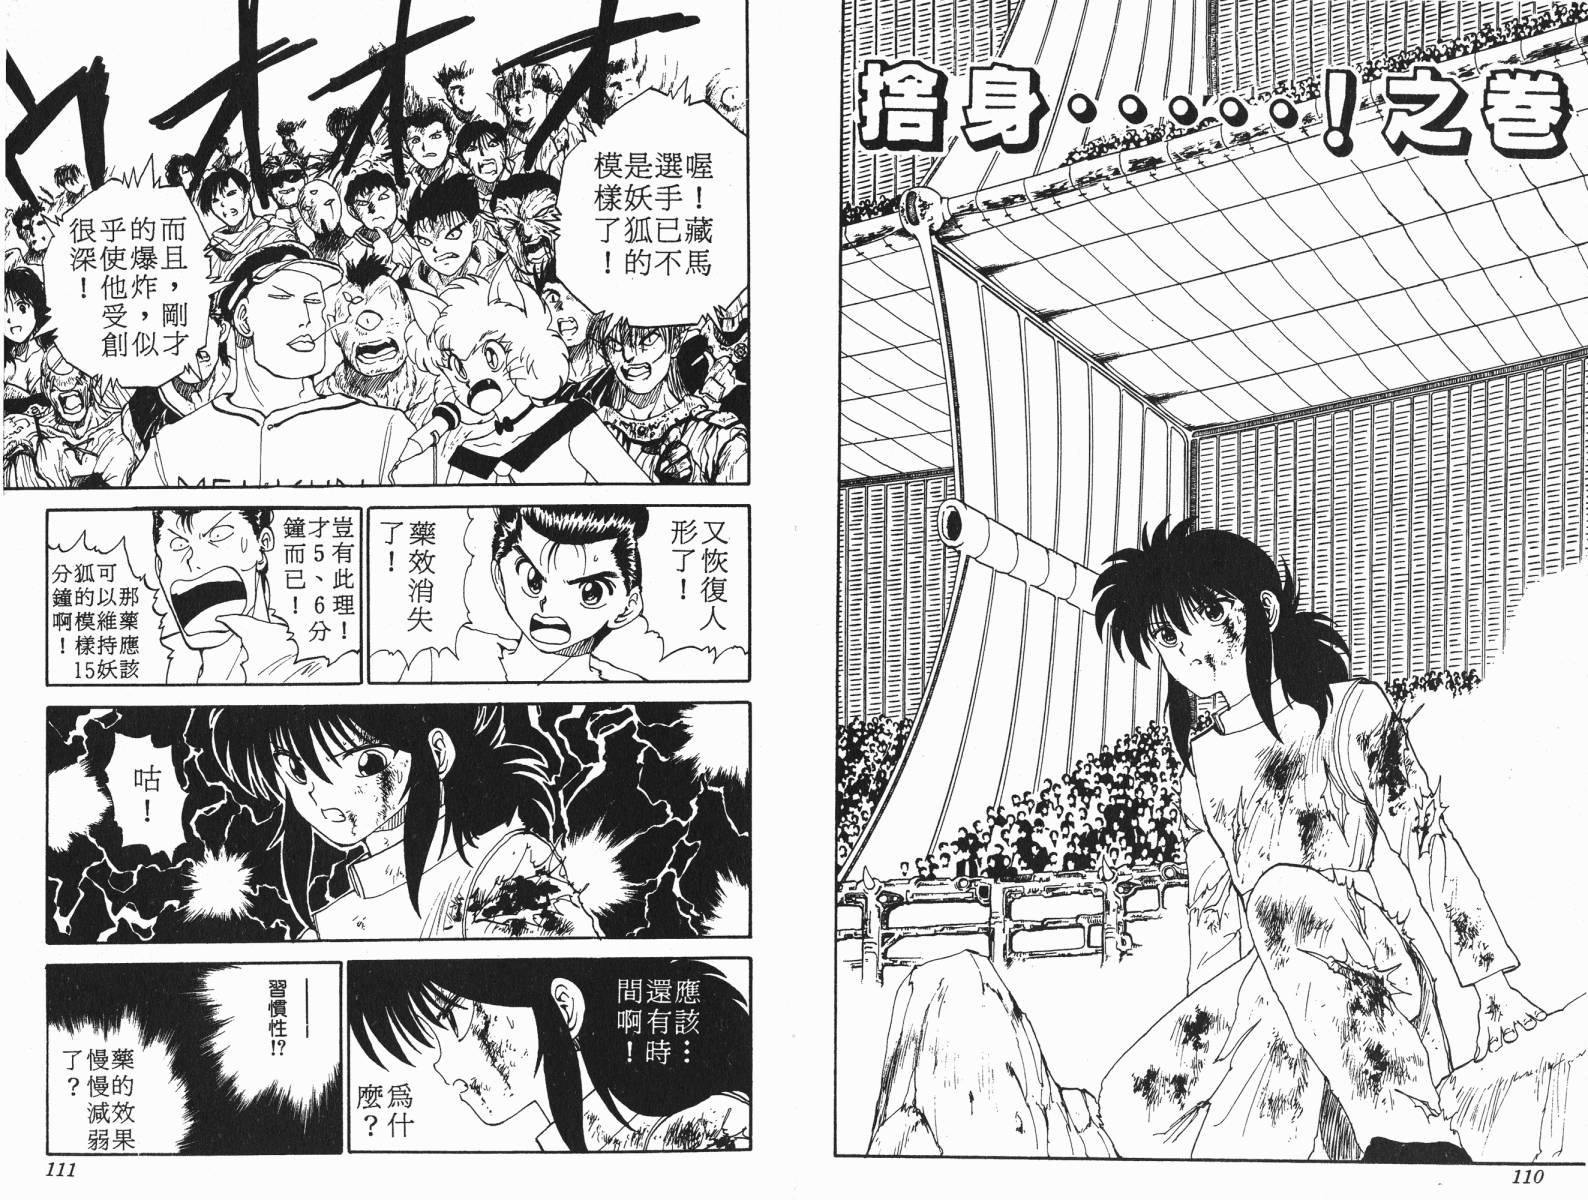 捨身‧‧‧‧‧！之卷
110
オオオオ
喔！藏馬
選手已不
是妖狐的
模樣了！
而且，剛才
的爆炸，似
乎使他受創
很深！
又恢復人
形了！
藥效消失
了！
豈有此理！
才5、6分
鐘而已！
那藥應該
可以維持妖
狐的模樣15
分鐘啊！
咕！
應該…
還有時
間啊！
為什
麼？
——
習慣性!?
藥的效果
慢慢減弱
了？
111